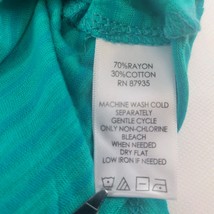 70%RAYON
30%COTTON
RN 87935
MACHINE WASH COLD
SEPARATELY
GENTLE CYCLE
ONLY NON-CHLORINE
BLEACH
WHEN NEEDED
DRY FLAT
LOW IRON IF NEEDED